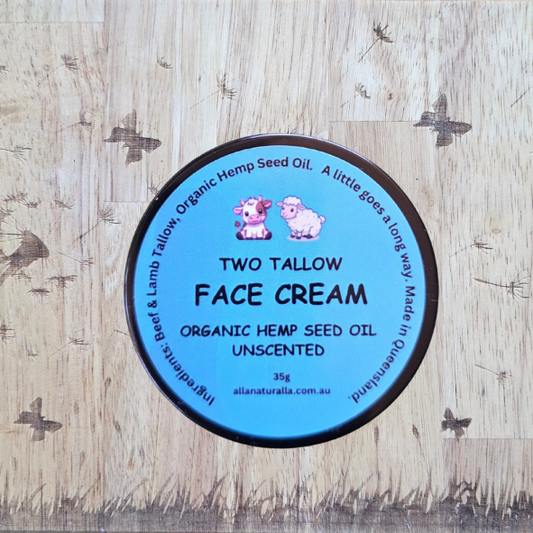 Ingredients: Beef & Lamb Tallow, Organic Hemp Seed Oil. A little goes a long way. Made in Queensland.
TWO TALLOW
FACE CREAM
ORGANIC HEMP SEED OIL
UNSCENTED
35g
allanaturalla.com.au